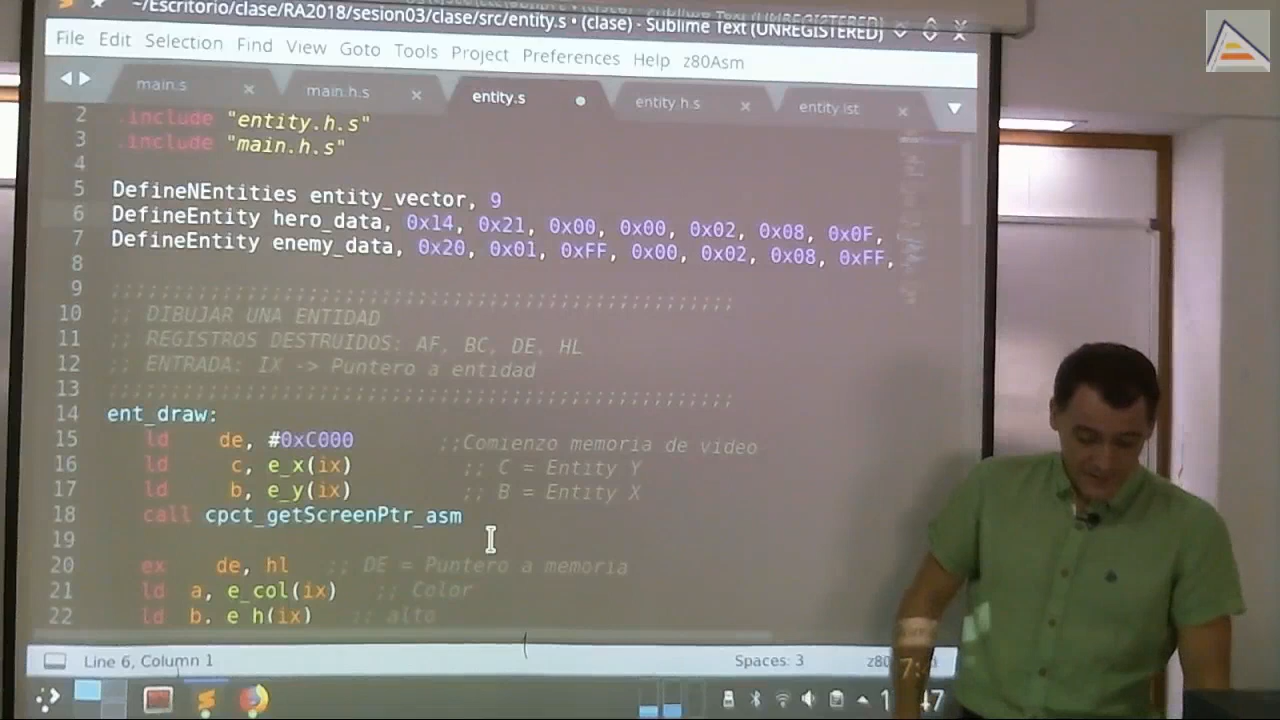 ~/Escritorio/clase/RA2018/sesion03/clase/src/entity.s • (clase) - Sublime Text (UNREGISTERED)
File Edit Selection Find View Goto Tools Project Preferences Help z80Asm
main.s main.h.s entity.s entity.h.s entity.lst
2 .include "entity.h.s"
3 .include "main.h.s"
4
5 DefineNEntities entity_vector, 9
6 DefineEntity hero_data, 0x14, 0x21, 0x00, 0x00, 0x02, 0x08, 0x0F,
7 DefineEntity enemy_data, 0x20, 0x01, 0xFF, 0x00, 0x02, 0x08, 0xFF,
8
9
10 ;; DIBUJAR UNA ENTIDAD
11 ;; REGISTROS DESTRUIDOS: AF, BC, DE, HL
12 ;; ENTRADA: IX -> Puntero a entidad
13
14 ent_draw:
15 ld de, #0xC000 ;;Comienzo memoria de video
16 ld c, e_x(ix) ;; C = Entity Y
17 ld b, e_y(ix) ;; B = Entity X
18 call cpct_getScreenPtr_asm
19
20 ex de, hl ;; DE = Puntero a memoria
21 ld a, e_col(ix) ;; Color
22 ld b, e_h(ix) ;; alto
Line 6, Column 1 Spaces: 3